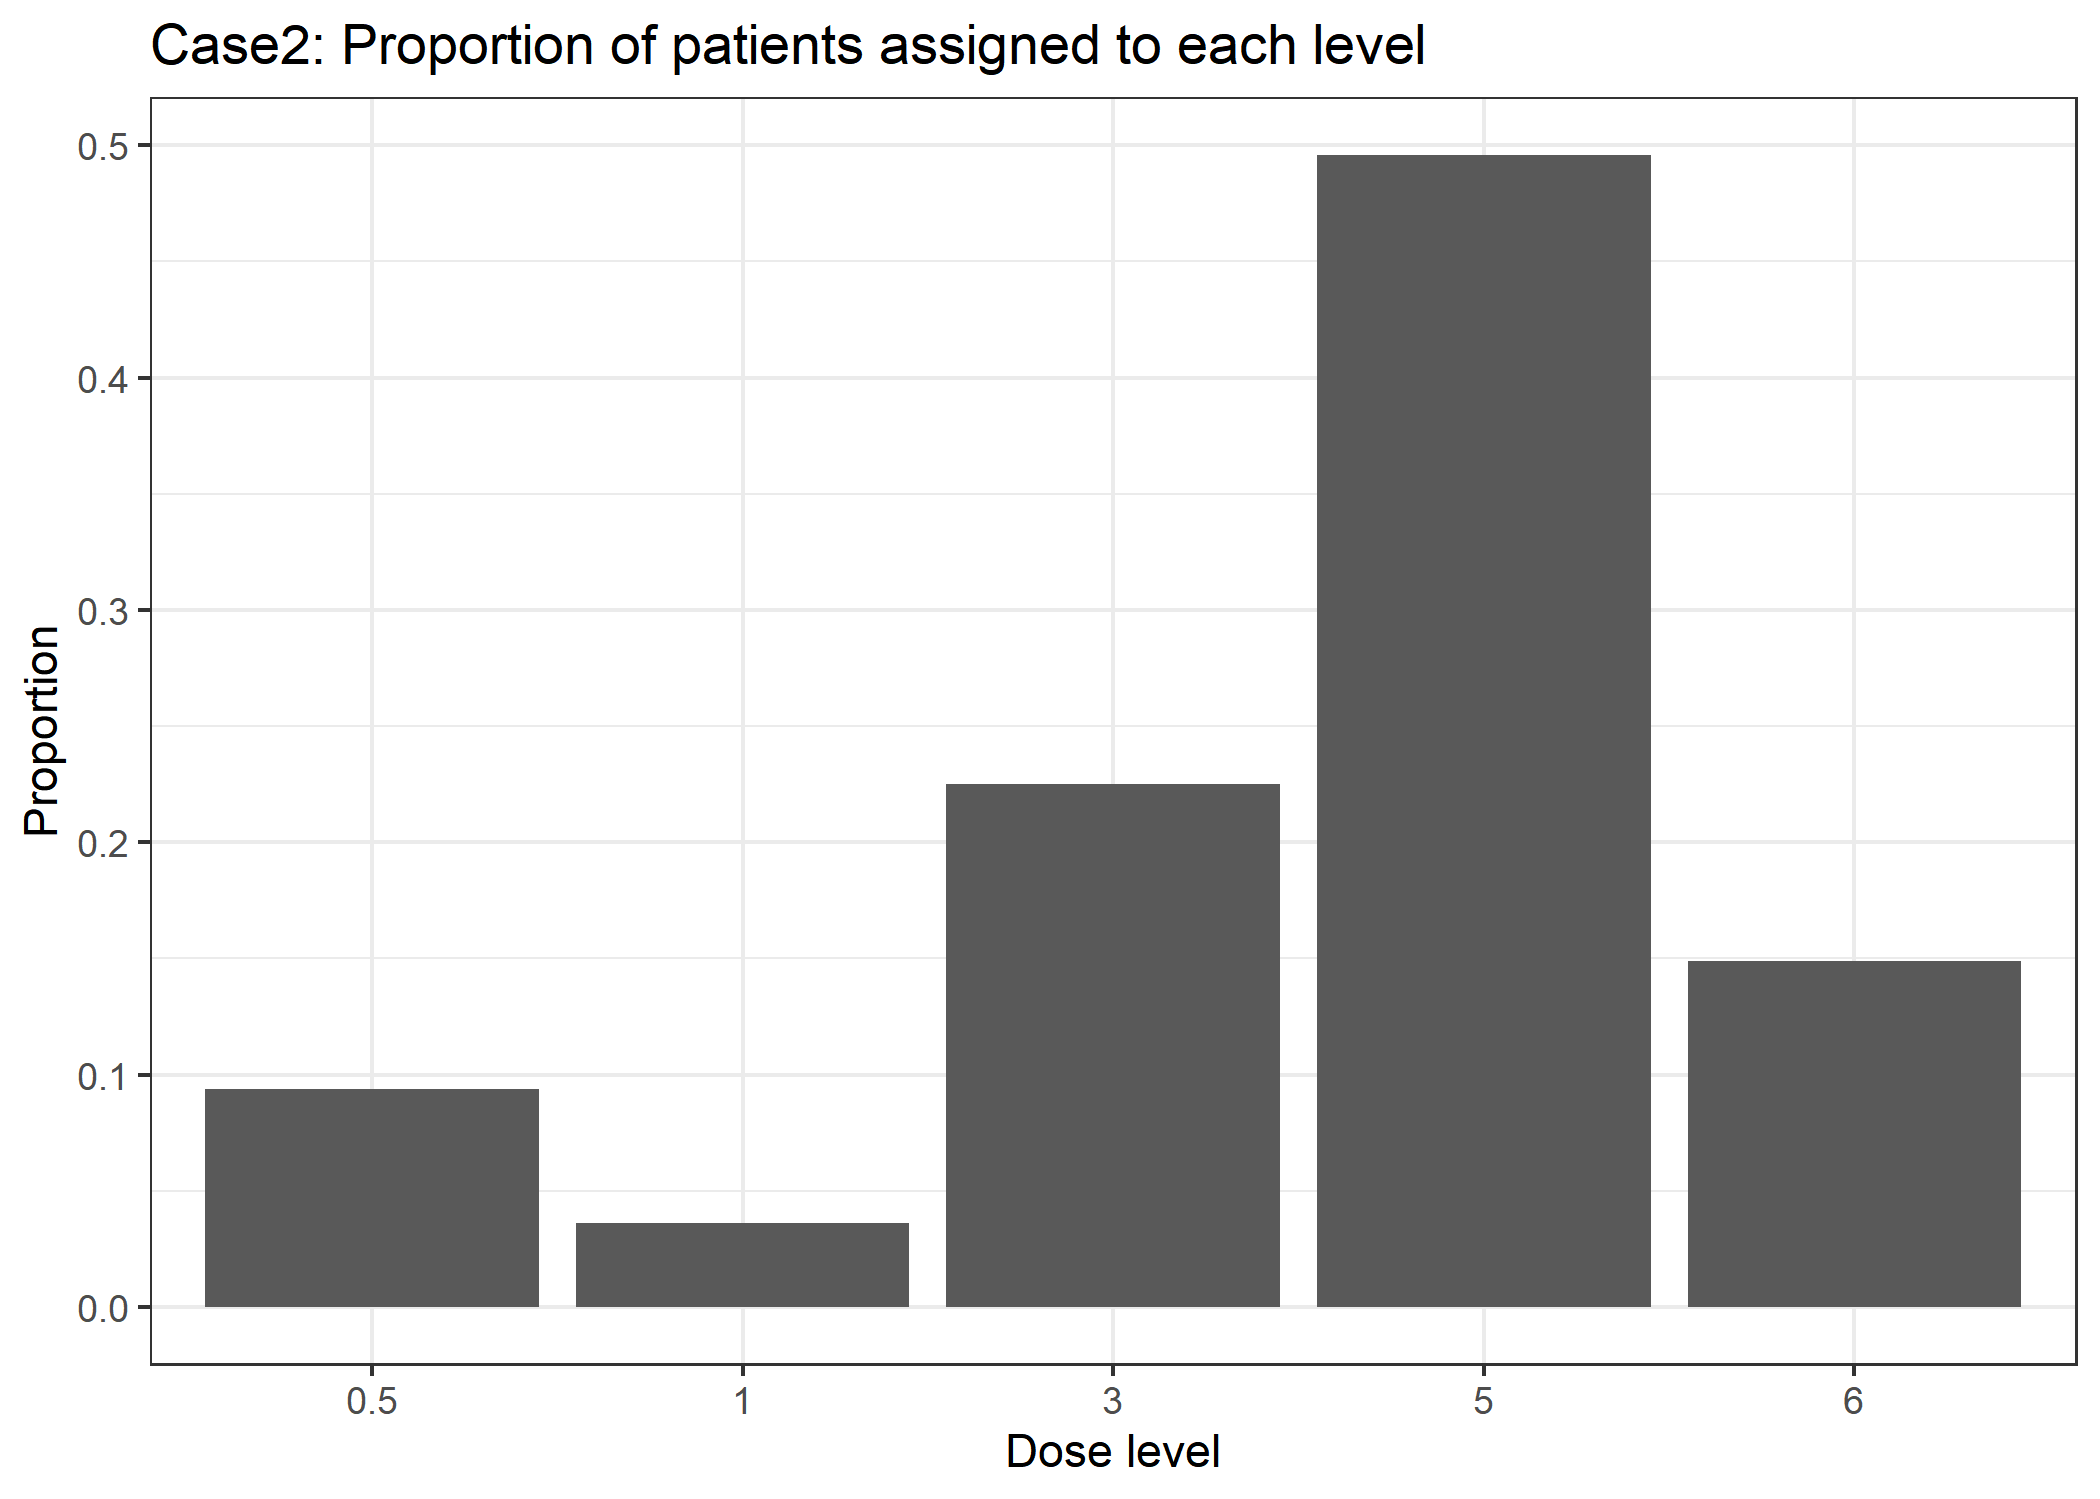 Case2: Proportion of patients assigned to each level
0.5
0.4
0.3
0.2
0.1
0.0
Proportion
0.5 1 3 5 6
Dose level